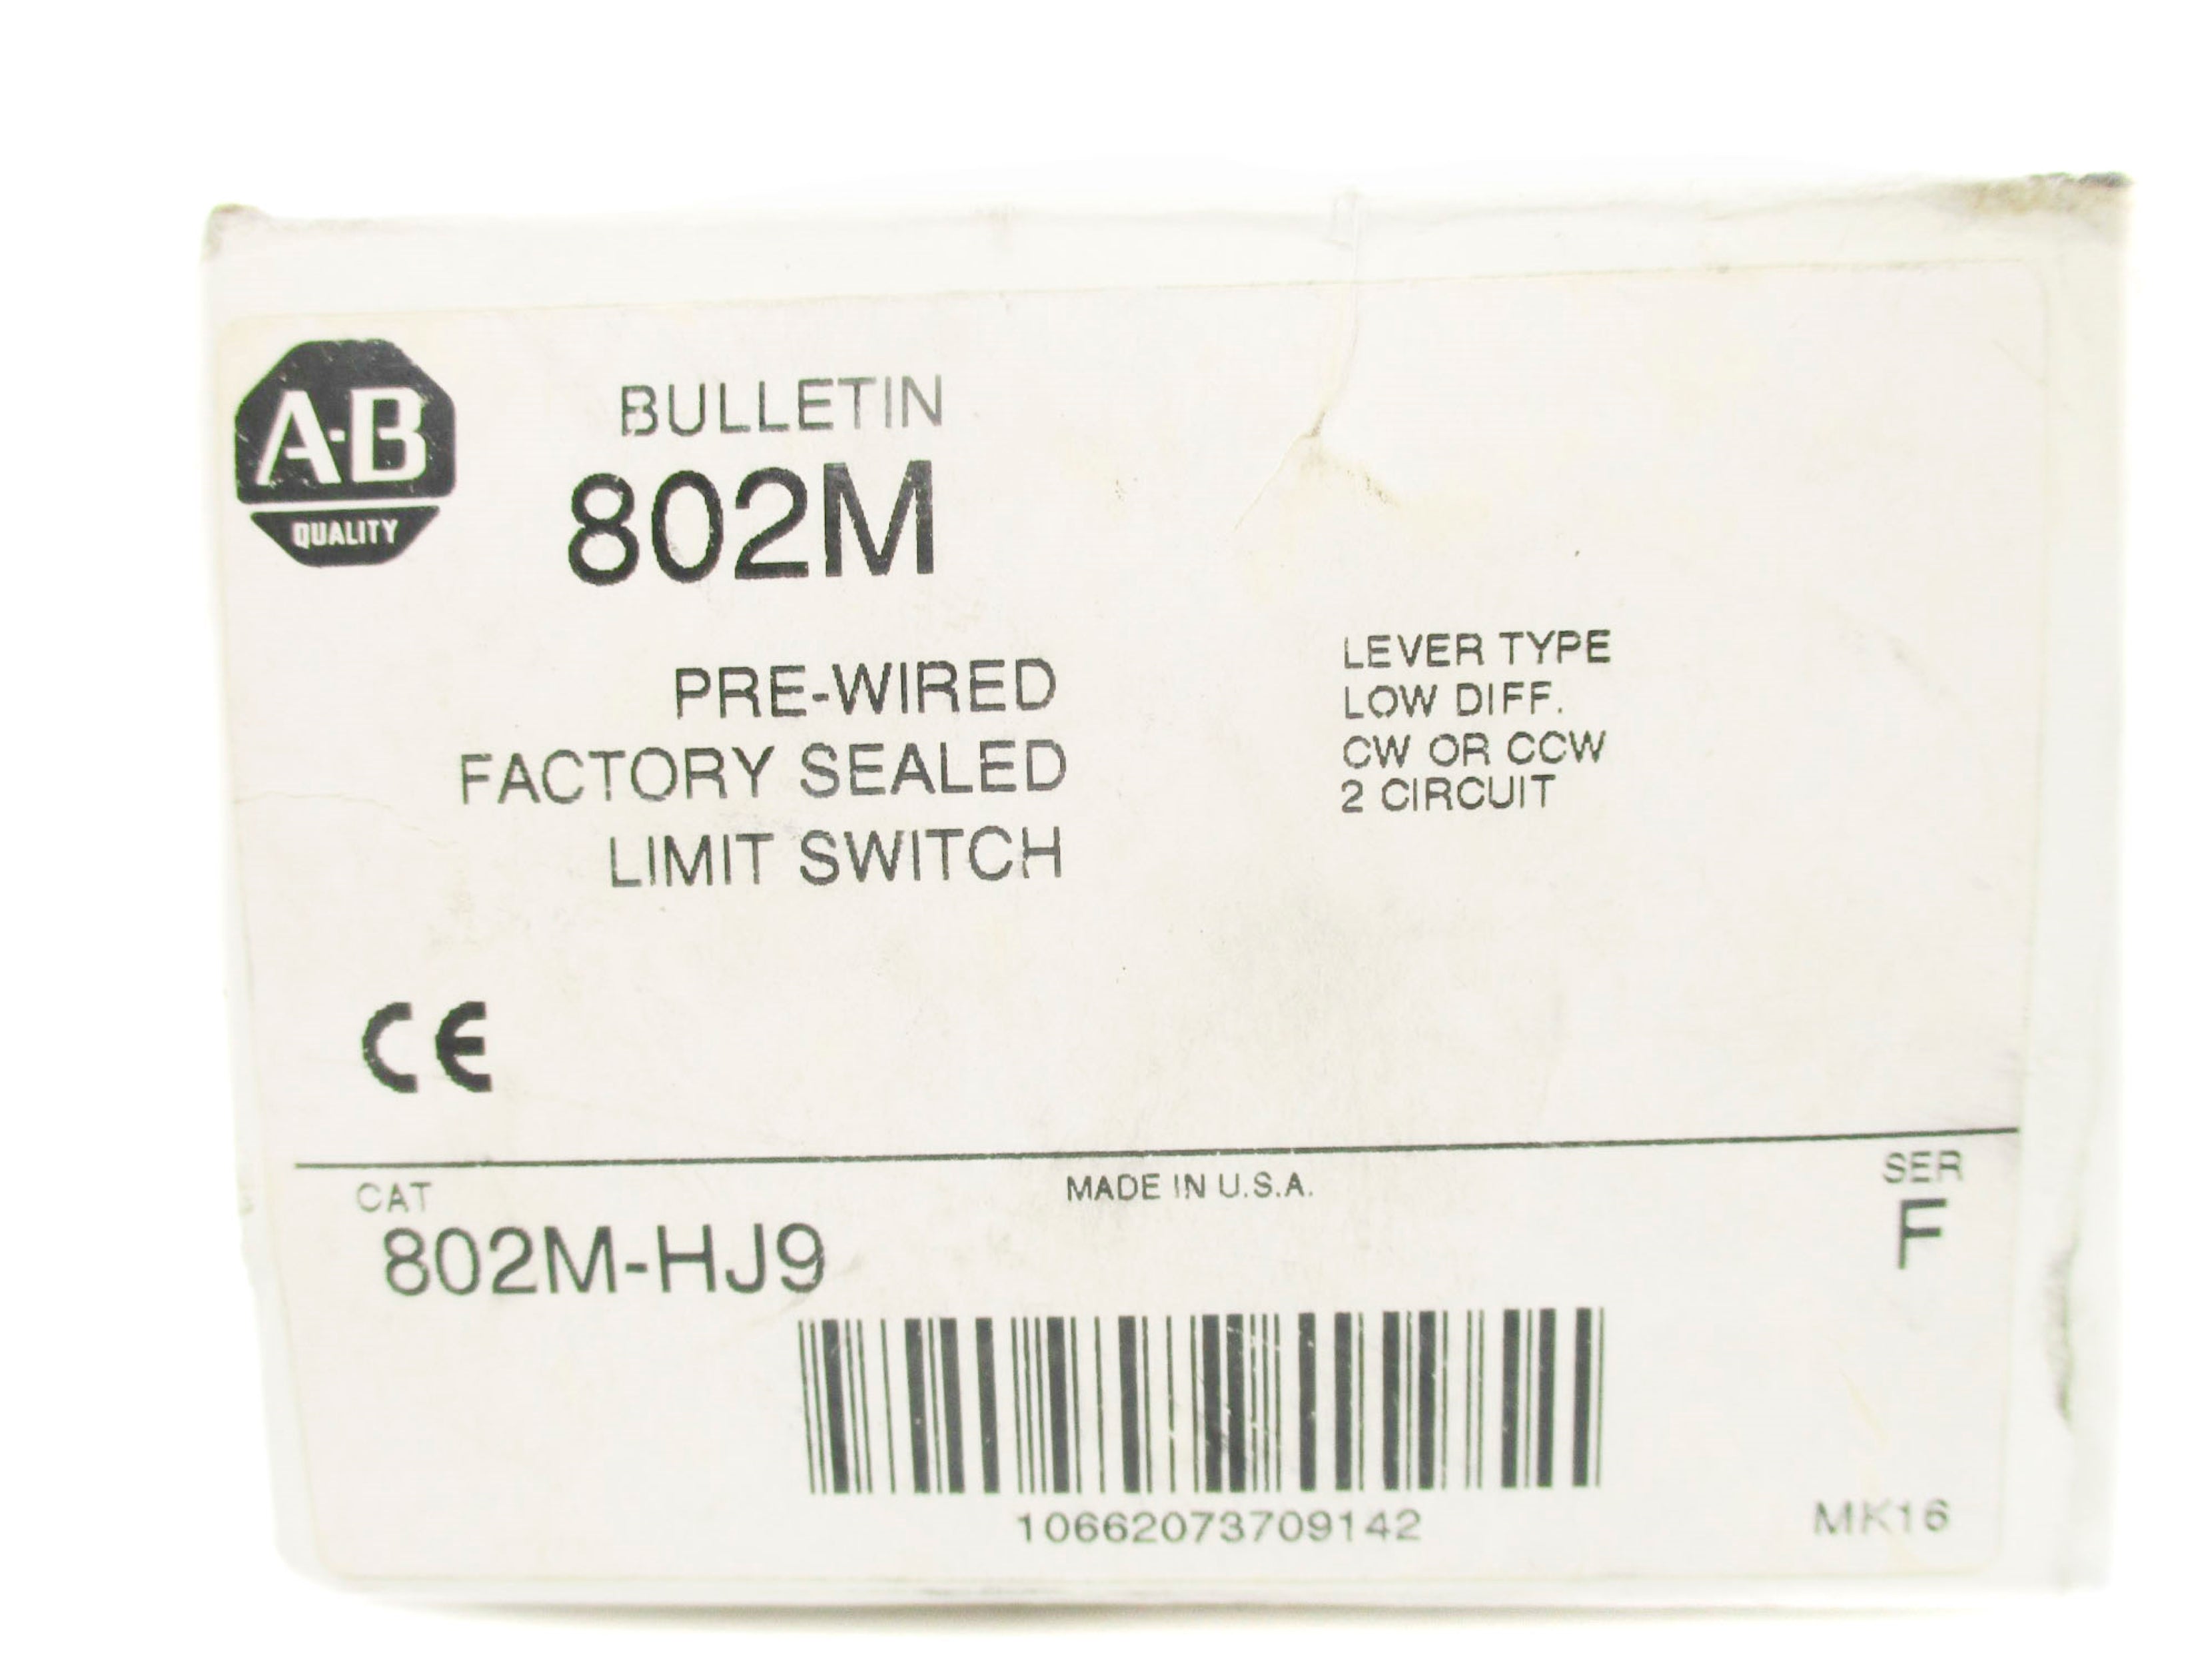 A-B
QUALITY
BULLETIN
802M
PRE-WIRED
FACTORY SEALED
LIMIT SWITCH
LEVER TYPE
LOW DIFF.
CW OR CCW
2 CIRCUIT
CE
CAT
802M-HJ9
MADE IN U.S.A.
SER
F
10662073709142
MK16